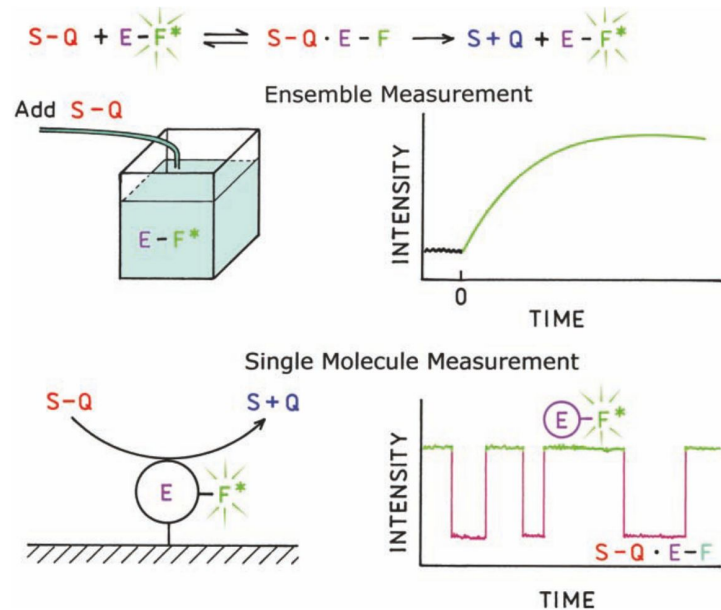 S-Q + E-F* ⇌ S-Q · E-F → S+Q + E-F*
Ensemble Measurement
Add S-Q
E-F*
INTENSITY
0
TIME
Single Molecule Measurement
S-Q
S+Q
E
F*
INTENSITY
E
F*
S-Q · E-F
TIME